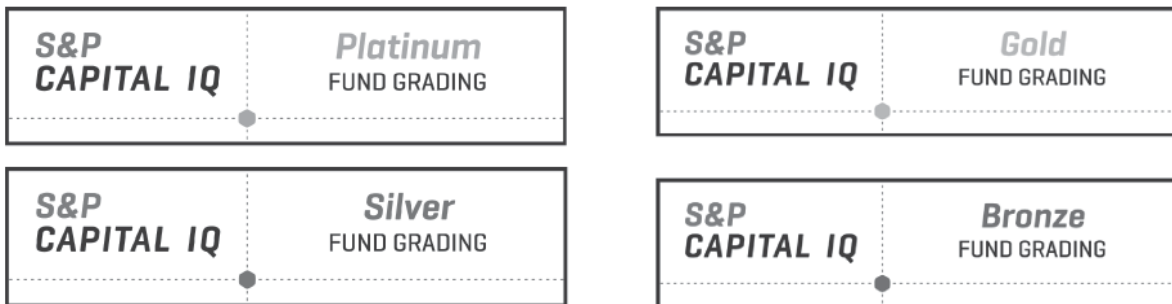 S&P
CAPITAL IQ
Platinum
FUND GRADING
S&P
CAPITAL IQ
Gold
FUND GRADING
S&P
CAPITAL IQ
Silver
FUND GRADING
S&P
CAPITAL IQ
Bronze
FUND GRADING